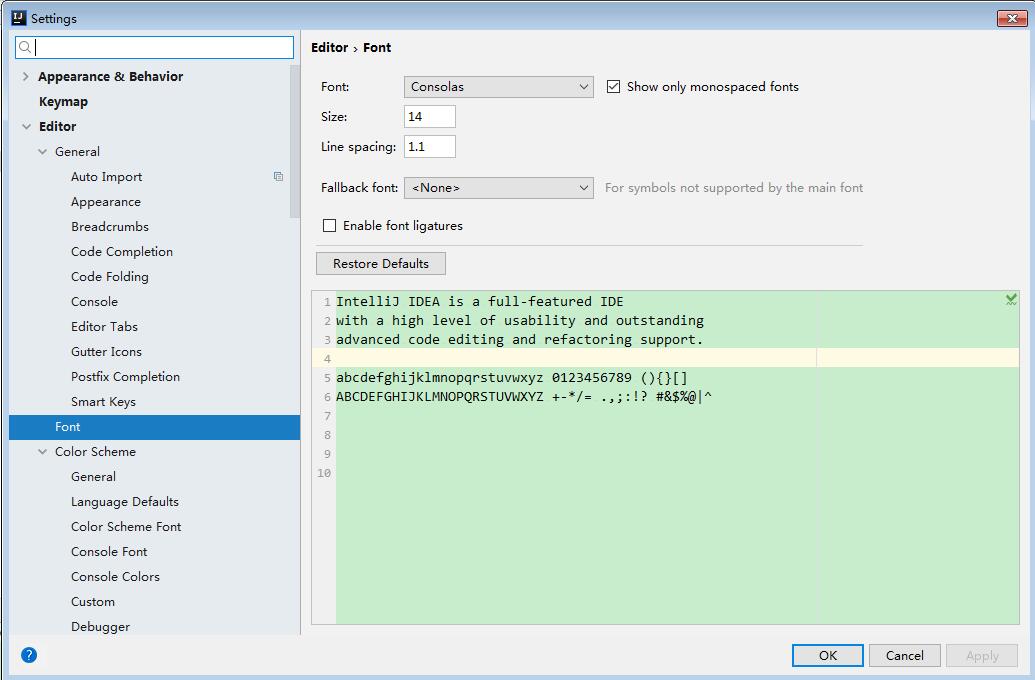 IJ Settings
Editor › Font
Appearance & Behavior
Keymap
Editor
General
Auto Import
Appearance
Breadcrumbs
Code Completion
Code Folding
Console
Editor Tabs
Gutter Icons
Postfix Completion
Smart Keys
Font
Color Scheme
General
Language Defaults
Color Scheme Font
Console Font
Console Colors
Custom
Debugger
Font: Consolas Show only monospaced fonts
Size: 14
Line spacing: 1.1
Fallback font: <None> For symbols not supported by the main font
Enable font ligatures
Restore Defaults
1 IntelliJ IDEA is a full-featured IDE
2 with a high level of usability and outstanding
3 advanced code editing and refactoring support.
4
5 abcdefghijklmnopqrstuvwxyz 0123456789 (){}[]
6 ABCDEFGHIJKLMNOPQRSTUVWXYZ +-*/= .,;:!? #&$%@|^
7
8
9
10
? OK Cancel Apply